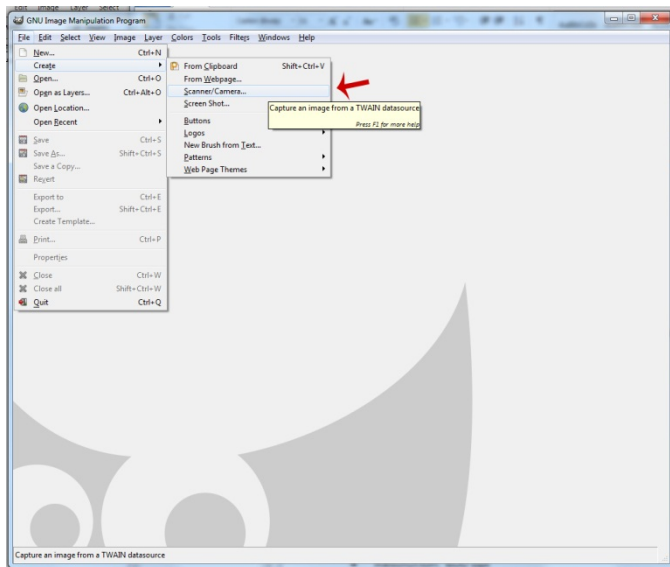 Edit Image Layer Select
GNU Image Manipulation Program
File Edit Select View Image Layer Colors Tools Filters Windows Help
New... Ctrl+N
Create
Open... Ctrl+O
Open as Layers... Ctrl+Alt+O
Open Location...
Open Recent
Save Ctrl+S
Save As... Shift+Ctrl+S
Save a Copy...
Revert
Export to Ctrl+E
Export... Shift+Ctrl+E
Create Template...
Print... Ctrl+P
Properties
Close Ctrl+W
Close all Shift+Ctrl+W
Quit Ctrl+Q
From Clipboard Shift+Ctrl+V
From Webpage...
Scanner/Camera...
Screen Shot...
Buttons
Logos
New Brush from Text...
Patterns
Web Page Themes
Capture an image from a TWAIN datasource
Press F1 for more help
Capture an image from a TWAIN datasource